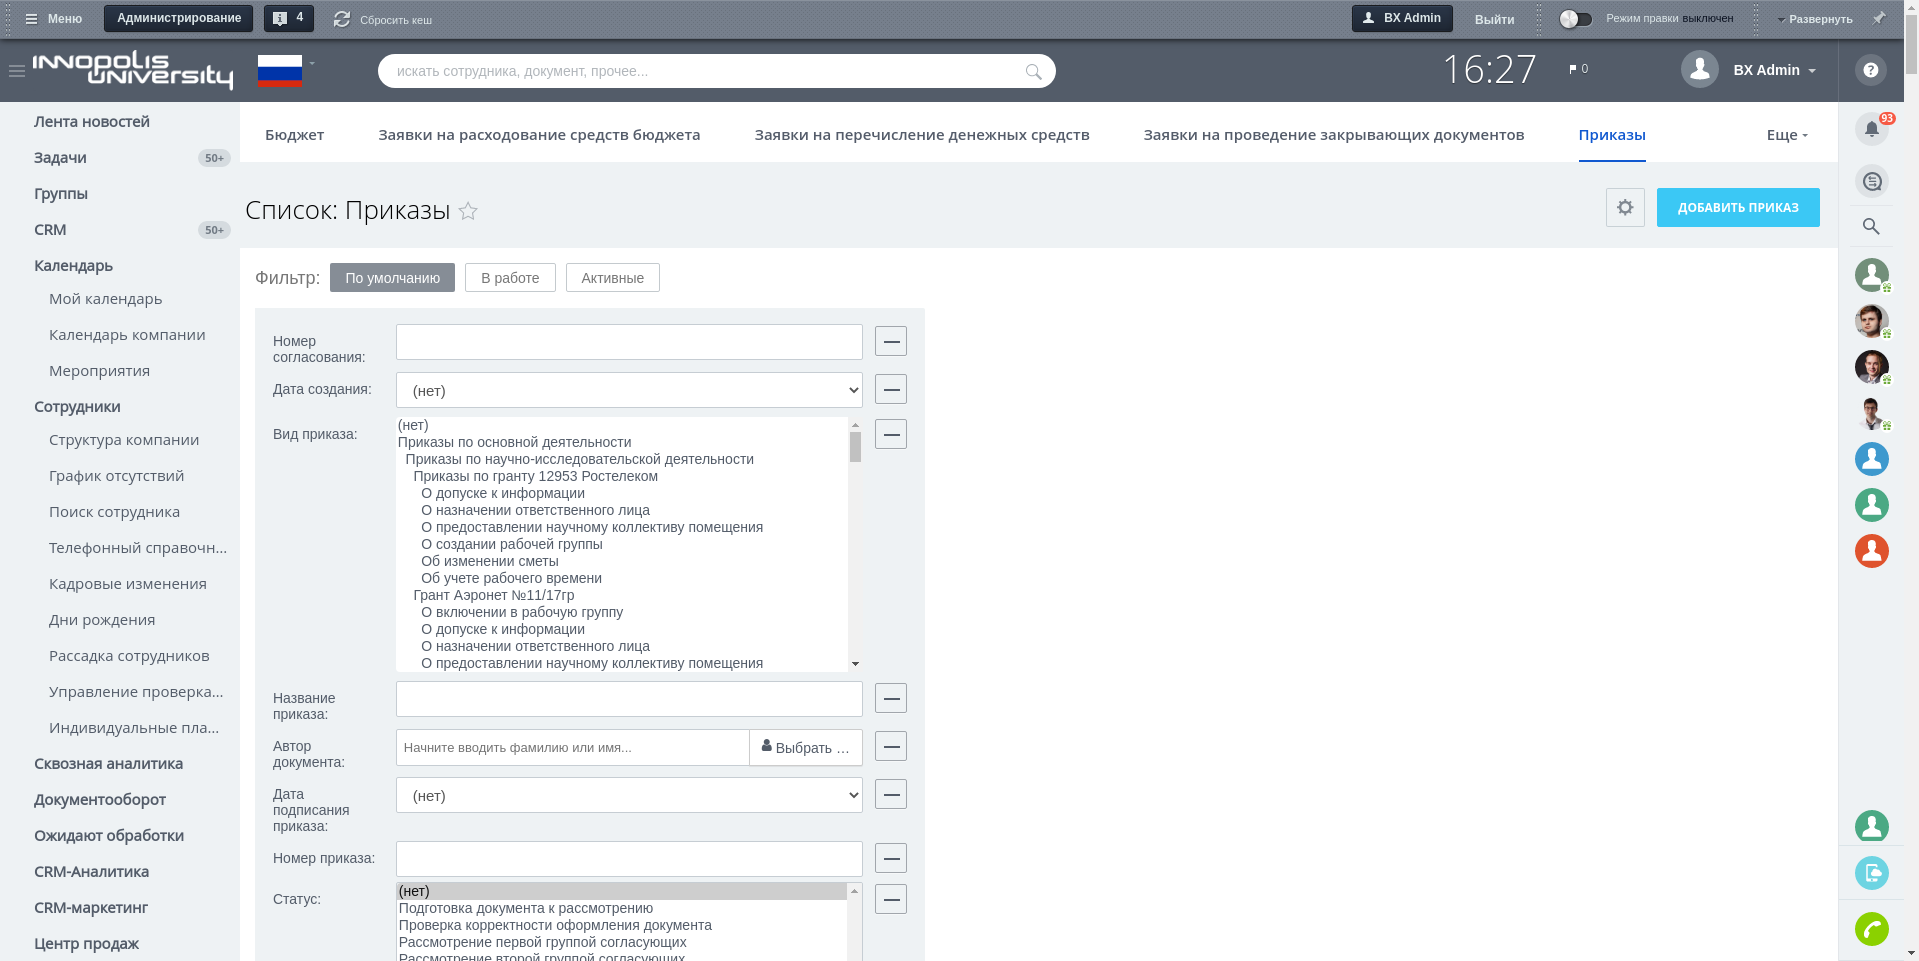 Меню
Администрирование
4
Сбросить кеш
BX Admin
Выйти
Режим правки выключен
Развернуть
innopolis
university
искать сотрудника, документ, прочее...
16:27
0
BX Admin
?
Лента новостей
Задачи
50+
Группы
CRM
50+
Календарь
Мой календарь
Календарь компании
Мероприятия
Сотрудники
Структура компании
График отсутствий
Поиск сотрудника
Телефонный справочн...
Кадровые изменения
Дни рождения
Рассадка сотрудников
Управление проверка...
Индивидуальные пла...
Сквозная аналитика
Документооборот
Ожидают обработки
CRM-Аналитика
CRM-маркетинг
Центр продаж
Бюджет
Заявки на расходование средств бюджета
Заявки на перечисление денежных средств
Заявки на проведение закрывающих документов
Приказы
Еще
93
Список: Приказы
ДОБАВИТЬ ПРИКАЗ
Фильтр:
По умолчанию
В работе
Активные
Номер
согласования:
Дата создания:
(нет)
Вид приказа:
(нет)
Приказы по основной деятельности
Приказы по научно-исследовательской деятельности
Приказы по гранту 12953 Ростелеком
О допуске к информации
О назначении ответственного лица
О предоставлении научному коллективу помещения
О создании рабочей группы
Об изменении сметы
Об учете рабочего времени
Грант Аэронет №11/17гр
О включении в рабочую группу
О допуске к информации
О назначении ответственного лица
О предоставлении научному коллективу помещения
Название
приказа:
Автор
документа:
Начните вводить фамилию или имя...
Выбрать …
Дата
подписания
приказа:
(нет)
Номер приказа:
Статус:
(нет)
Подготовка документа к рассмотрению
Проверка корректности оформления документа
Рассмотрение первой группой согласующих
Рассмотрение второй группой согласующих